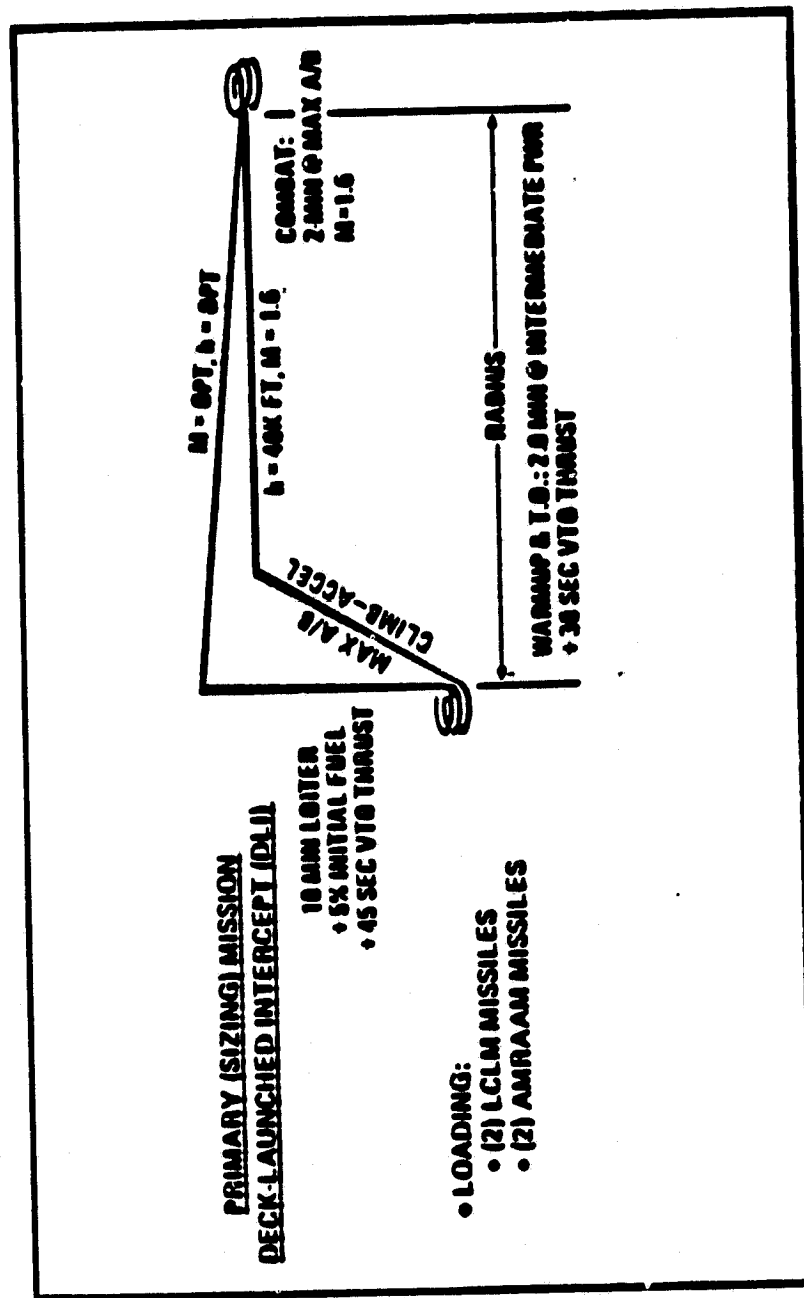 PRIMARY (SIZING) MISSION
DECK-LAUNCHED INTERCEPT (DLI)
10 MIN LOITER
+ 5% INITIAL FUEL
+ 45 SEC VTO THRUST
M = OPT, h = OPT
h = 40K FT, M = 1.6
MAX A/B
CLIMB-ACCEL
COMBAT:
2-MIN @ MAX A/B
M=1.6
RADIUS
WARMUP & T.O.: 2.0 MIN @ INTERMEDIATE PWR
+ 30 SEC VTO THRUST
• LOADING:
• (2) LCLM MISSILES
• (2) AMRAAM MISSILES